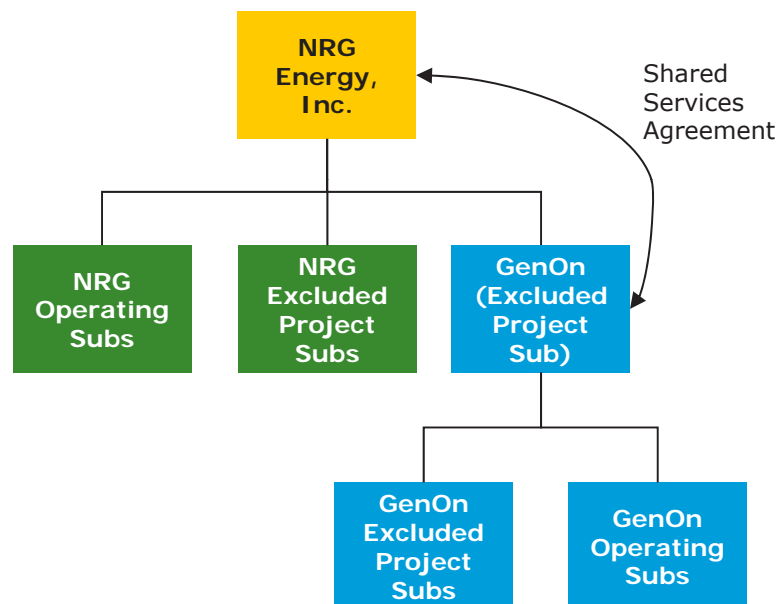 NRG
Energy,
Inc.
Shared
Services
Agreement
NRG
Operating
Subs
NRG
Excluded
Project
Subs
GenOn
(Excluded
Project
Sub)
GenOn
Excluded
Project
Subs
GenOn
Operating
Subs